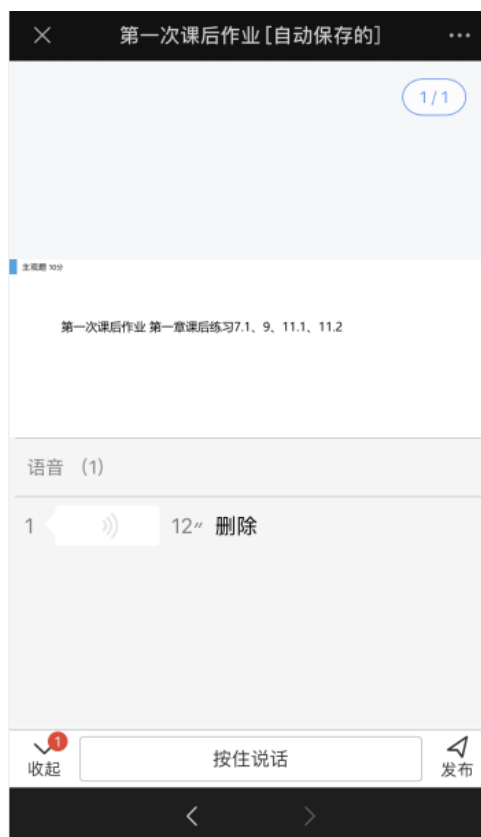 第一次课后作业[自动保存的]
1/1
主观题 10分
第一次课后作业 第一章课后练习7.1、9、11.1、11.2
语音 (1)
1 12″ 删除
1
收起 按住说话 发布